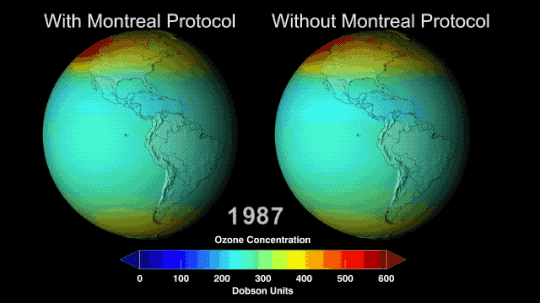 With Montreal Protocol
Without Montreal Protocol
1987
Ozone Concentration
0 100 200 300 400 500 600
Dobson Units